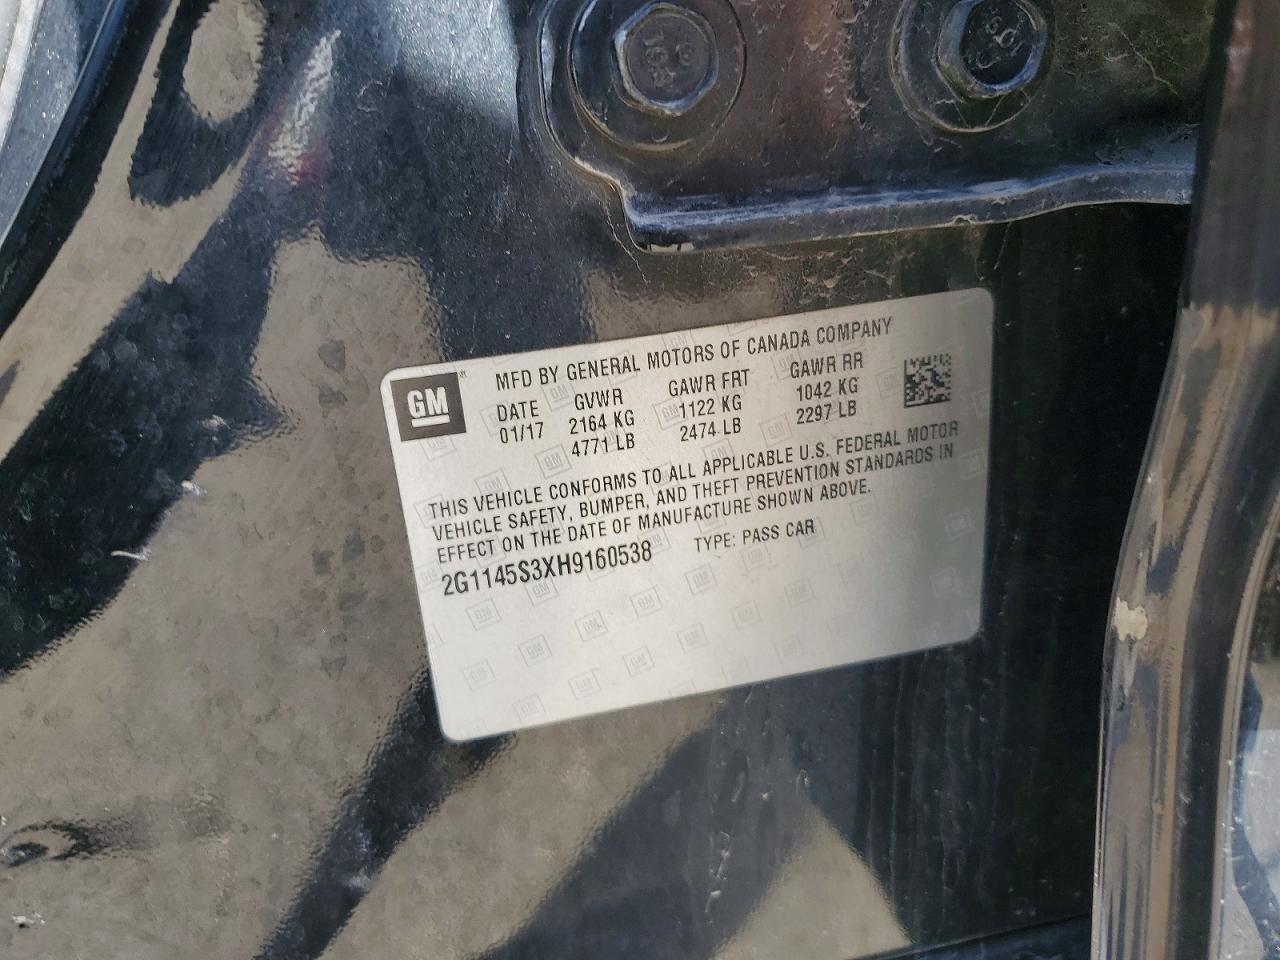 GM
MFD BY GENERAL MOTORS OF CANADA COMPANY
DATE GVWR GAWR FRT GAWR RR
01/17 2164 KG 1122 KG 1042 KG
4771 LB 2474 LB 2297 LB
THIS VEHICLE CONFORMS TO ALL APPLICABLE U.S. FEDERAL MOTOR
VEHICLE SAFETY, BUMPER, AND THEFT PREVENTION STANDARDS IN
EFFECT ON THE DATE OF MANUFACTURE SHOWN ABOVE.
2G1145S3XH9160538 TYPE: PASS CAR